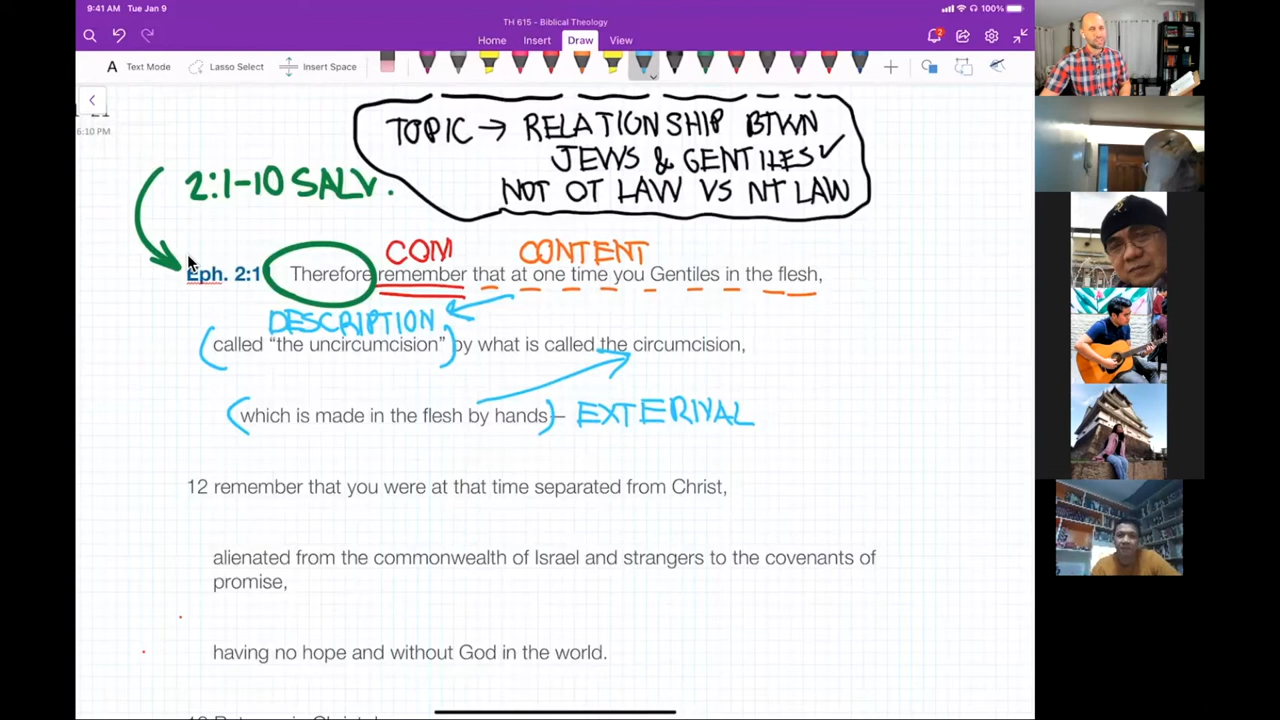 9:41 AM Tue Jan 9
100%
TH 615 - Biblical Theology
Home Insert Draw View
2
Text Mode Lasso Select Insert Space
6:10 PM
TOPIC → RELATIONSHIP BTWN
JEWS & GENTILES ✓
NOT OT LAW VS NT LAW
2:1-10 SALV.
COM CONTENT
Eph. 2:1 Therefore remember that at one time you Gentiles in the flesh,
DESCRIPTION
(called “the uncircumcision”) by what is called the circumcision,
(which is made in the flesh by hands)– EXTERNAL
12 remember that you were at that time separated from Christ,
alienated from the commonwealth of Israel and strangers to the covenants of
promise,
having no hope and without God in the world.